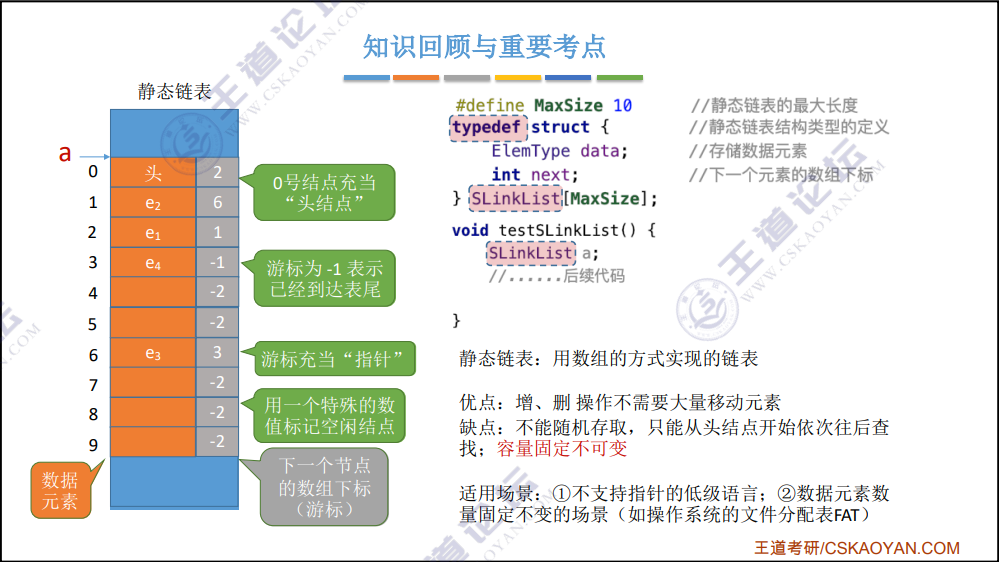 知识回顾与重要考点
静态链表
a
0 头 2
1 e₂ 6
2 e₁ 1
3 e₄ -1
4 -2
5 -2
6 e₃ 3
7 -2
8 -2
9 -2
0号结点充当
“头结点”
游标为 -1 表示
已经到达表尾
游标充当“指针”
用一个特殊的数
值标记空闲结点
下一个节点
的数组下标
(游标)
数据
元素
#define MaxSize 10 //静态链表的最大长度
typedef struct { //静态链表结构类型的定义
ElemType data; //存储数据元素
int next; //下一个元素的数组下标
} SLinkList[MaxSize];
void testSLinkList() {
SLinkList a;
//......后续代码
}
静态链表：用数组的方式实现的链表
优点：增、删 操作不需要大量移动元素
缺点：不能随机存取，只能从头结点开始依次往后查
找；容量固定不可变
适用场景：①不支持指针的低级语言；②数据元素数
量固定不变的场景（如操作系统的文件分配表FAT）
王道考研/CSKAOYAN.COM
王道论坛
WWW.CSKAOYAN.COM